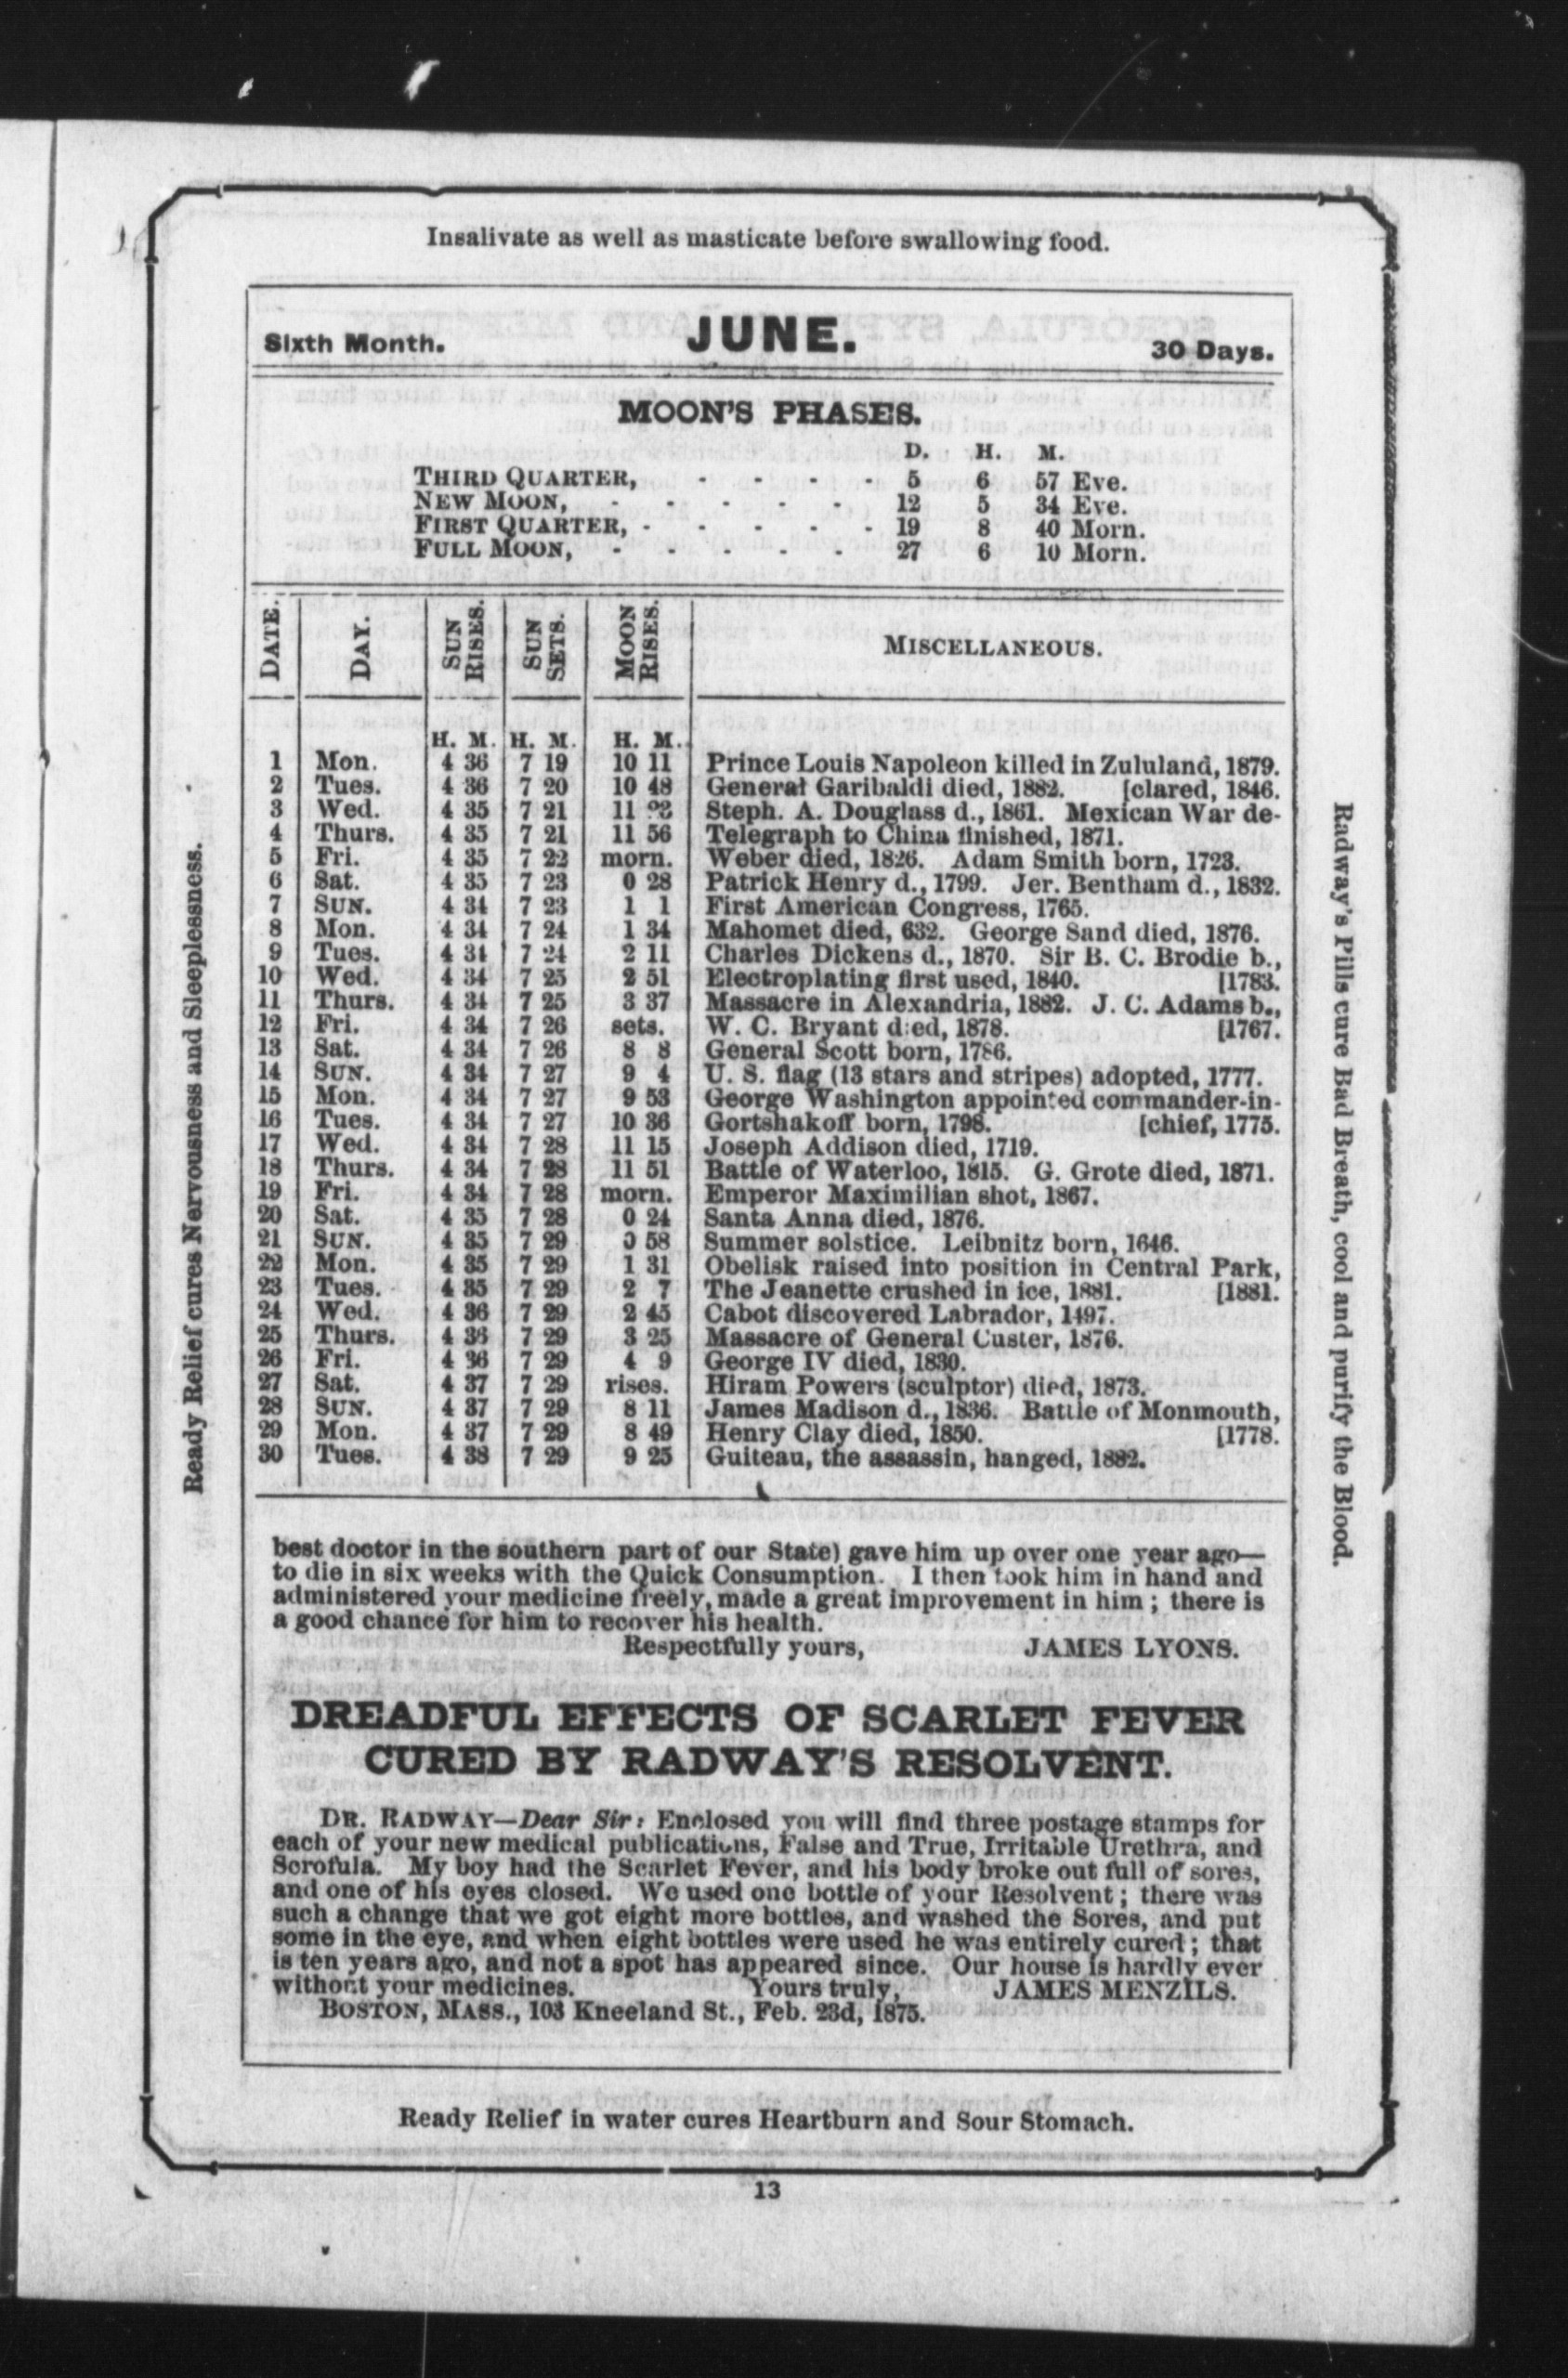 Insalivate as well as masticate before swallowing food.
Sixth Month. JUNE. 30 Days.
MOON'S PHASES.
D. H. M.
THIRD QUARTER, - - - - 5 6 57 Eve.
NEW MOON, - - - - - 12 5 34 Eve.
FIRST QUARTER, - - - - - 19 8 40 Morn.
FULL MOON, - - - - - 27 6 10 Morn.
DATE. DAY. SUN RISES. SUN SETS. MOON RISES. MISCELLANEOUS.
H. M. H. M. H. M.
1 Mon. 4 36 7 19 10 11 Prince Louis Napoleon killed in Zululand, 1879.
2 Tues. 4 36 7 20 10 48 General Garibaldi died, 1882. [clared, 1846.
3 Wed. 4 35 7 21 11 Steph. A. Douglass d., 1861. Mexican War de-
4 Thurs. 4 35 7 21 11 56 Telegraph to China finished, 1871.
5 Fri. 4 35 7 22 morn. Weber died, 1826. Adam Smith born, 1723.
6 Sat. 4 35 7 23 0 28 Patrick Henry d., 1799. Jer. Bentham d., 1832.
7 SUN. 4 34 7 23 1 1 First American Congress, 1765.
8 Mon. 4 34 7 24 1 34 Mahomet died, 632. George Sand died, 1876.
9 Tues. 4 34 7 24 2 11 Charles Dickens d., 1870. Sir B. C. Brodie b.,
10 Wed. 4 34 7 25 2 51 Electroplating first used, 1840. [1783.
11 Thurs. 4 34 7 25 3 37 Massacre in Alexandria, 1882. J. C. Adams b.,
12 Fri. 4 34 7 26 sets. W. C. Bryant died, 1878. [1767.
13 Sat. 4 34 7 26 8 8 General Scott born, 1786.
14 SUN. 4 34 7 27 9 4 U. S. flag (13 stars and stripes) adopted, 1777.
15 Mon. 4 34 7 27 9 53 George Washington appointed commander-in-
16 Tues. 4 34 7 27 10 36 Gortshakoff born, 1798. [chief, 1775.
17 Wed. 4 34 7 28 11 15 Joseph Addison died, 1719.
18 Thurs. 4 34 7 28 11 51 Battle of Waterloo, 1815. G. Grote died, 1871.
19 Fri. 4 34 7 28 morn. Emperor Maximilian shot, 1867.
20 Sat. 4 35 7 28 0 24 Santa Anna died, 1876.
21 SUN. 4 35 7 29 0 58 Summer solstice. Leibnitz born, 1646.
22 Mon. 4 35 7 29 1 31 Obelisk raised into position in Central Park,
23 Tues. 4 35 7 29 2 7 The Jeanette crushed in ice, 1881. [1881.
24 Wed. 4 36 7 29 2 45 Cabot discovered Labrador, 1497.
25 Thurs. 4 36 7 29 3 25 Massacre of General Custer, 1876.
26 Fri. 4 36 7 29 4 9 George IV died, 1830.
27 Sat. 4 37 7 29 rises. Hiram Powers (sculptor) died, 1873.
28 SUN. 4 37 7 29 8 11 James Madison d., 1836. Battle of Monmouth,
29 Mon. 4 37 7 29 8 49 Henry Clay died, 1850. [1778.
30 Tues. 4 38 7 29 9 25 Guiteau, the assassin, hanged, 1882.
best doctor in the southern part of our State) gave him up over one year ago—
to die in six weeks with the Quick Consumption. I then took him in hand and
administered your medicine freely, made a great improvement in him; there is
a good chance for him to recover his health.
Respectfully yours, JAMES LYONS.
DREADFUL EFFECTS OF SCARLET FEVER
CURED BY RADWAY'S RESOLVENT.
DR. RADWAY—Dear Sir: Enclosed you will find three postage stamps for
each of your new medical publications, False and True, Irritable Urethra, and
Scrofula. My boy had the Scarlet Fever, and his body broke out full of sores,
and one of his eyes closed. We used one bottle of your Resolvent; there was
such a change that we got eight more bottles, and washed the Sores, and put
some in the eye, and when eight bottles were used he was entirely cured; that
is ten years ago, and not a spot has appeared since. Our house is hardly ever
without your medicines. Yours truly, JAMES MENZILS.
BOSTON, MASS., 103 Kneeland St., Feb. 23d, 1875.
Ready Relief in water cures Heartburn and Sour Stomach.
13
Ready Relief cures Nervousness and Sleeplessness.
Radway's Pills cure Bad Breath, cool and purify the Blood.